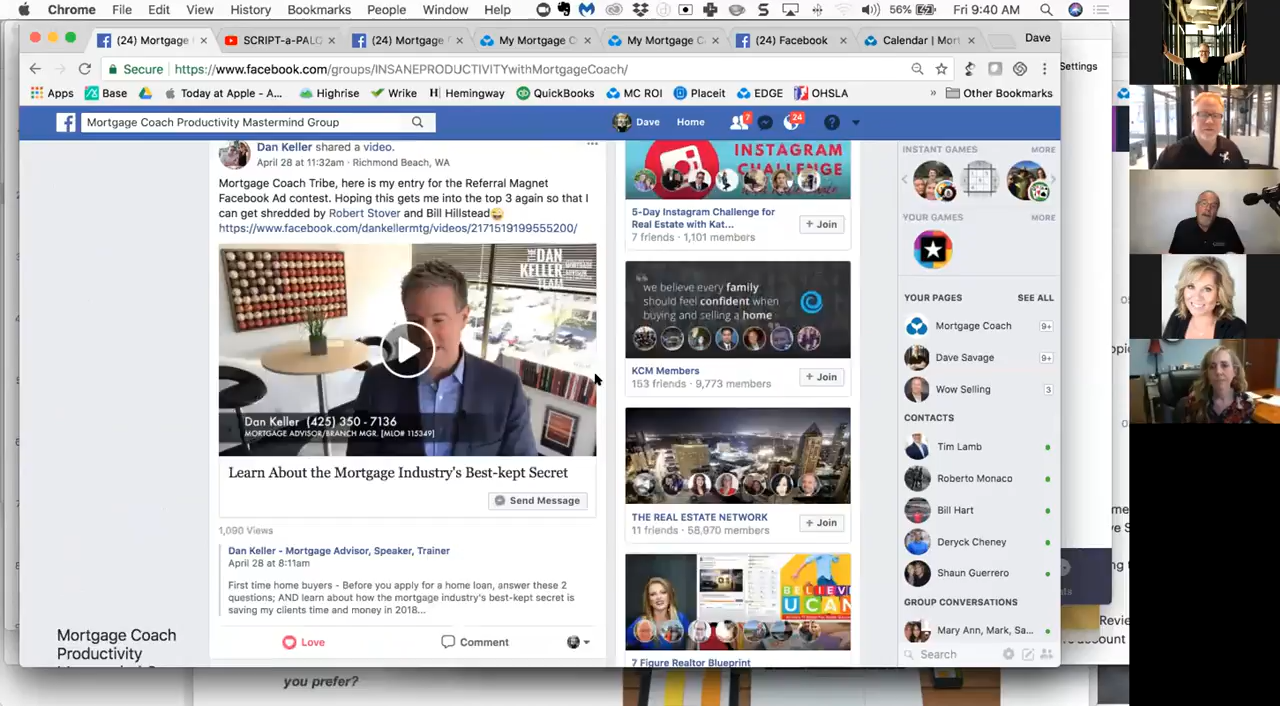 Chrome File Edit View History Bookmarks People Window Help 56% Fri 9:40 AM
(24) Mortgage
SCRIPT-a-PALO
(24) Mortgage
My Mortgage C
My Mortgage C
(24) Facebook
Calendar | Mort
Dave
Secure https://www.facebook.com/groups/INSANEPRODUCTIVITYwithMortgageCoach/
Settings
Apps Base Today at Apple - A... Highrise Write Hemingway QuickBooks MC ROI Placeit EDGE OHSLA » Other Bookmarks
Mortgage Coach Productivity Mastermind Group
Dave Home 7 24
Dan Keller shared a video.
April 28 at 11:32am · Richmond Beach, WA
Mortgage Coach Tribe, here is my entry for the Referral Magnet
Facebook Ad contest. Hoping this gets me into the top 3 again so that I
can get shredded by Robert Stover and Bill Hillstead
https://www.facebook.com/dankellermtg/videos/2171519199555200/
THE
DAN
KELLER
TEAM
Dan Keller (425) 350 - 7136
MORTGAGE ADVISOR/BRANCH MGR. [MLO# 115349]
Learn About the Mortgage Industry's Best-kept Secret
Send Message
1,090 Views
Dan Keller - Mortgage Advisor, Speaker, Trainer
April 28 at 8:11am
First time home buyers - Before you apply for a home loan, answer these 2
questions; AND learn about how the mortgage industry's best-kept secret is
saving my clients time and money in 2018...
Love Comment
Mortgage Coach
Productivity
you prefer?
INSTAGRAM
CHALLENGE
5-Day Instagram Challenge for
Real Estate with Kat...
7 friends · 1,101 members
+ Join
we believe every family
should feel confident when
buying and selling a home
KCM Members
153 friends · 9,773 members
+ Join
THE REAL ESTATE NETWORK
11 friends · 58,970 members
+ Join
BELIEVE
U CAN
7 Figure Realtor Blueprint
INSTANT GAMES MORE
YOUR GAMES MORE
YOUR PAGES SEE ALL
Mortgage Coach 9+
Dave Savage 9+
Wow Selling 3
CONTACTS
Tim Lamb
Roberto Monaco
Bill Hart
Deryck Cheney
Shaun Guerrero
GROUP CONVERSATIONS
Mary Ann, Mark, Sa...
Search